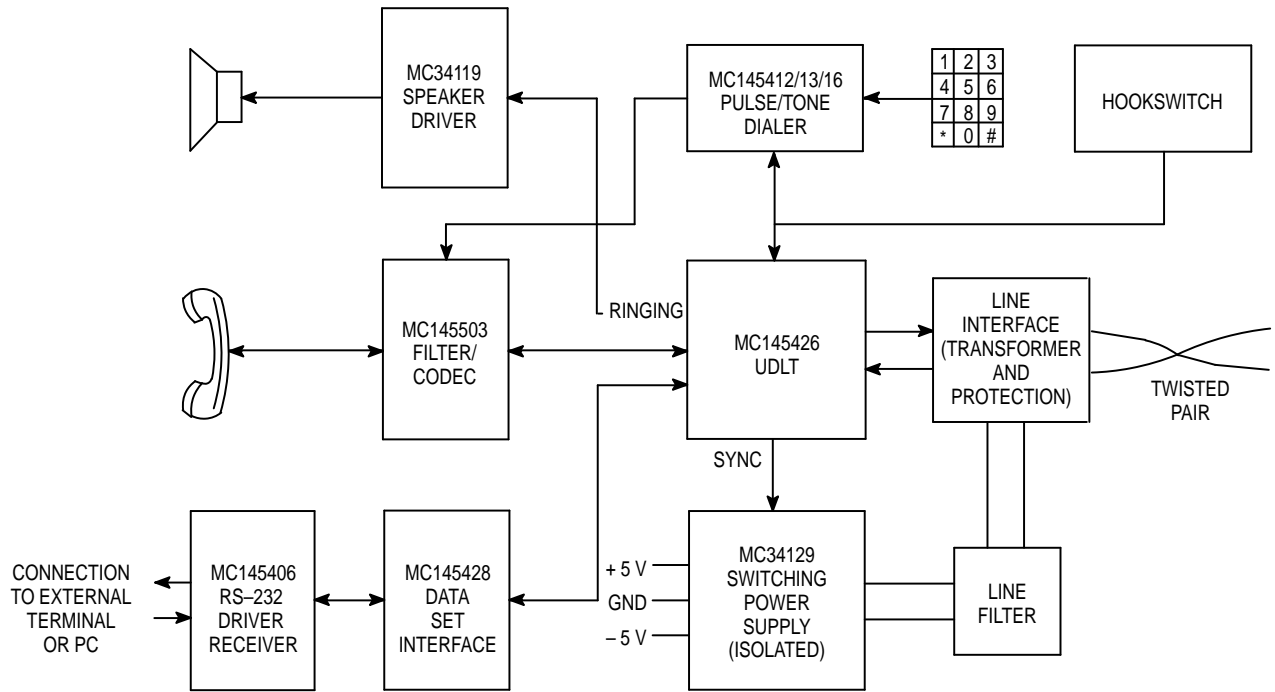 MC34119
SPEAKER
DRIVER
MC145412/13/16
PULSE/TONE
DIALER
1 2 3
4 5 6
7 8 9
* 0 #
HOOKSWITCH
MC145503
FILTER/
CODEC
RINGING
MC145426
UDLT
LINE
INTERFACE
(TRANSFORMER
AND
PROTECTION)
TWISTED
PAIR
SYNC
CONNECTION
TO EXTERNAL
TERMINAL
OR PC
MC145406
RS–232
DRIVER
RECEIVER
MC145428
DATA
SET
INTERFACE
+ 5 V
GND
– 5 V
MC34129
SWITCHING
POWER
SUPPLY
(ISOLATED)
LINE
FILTER